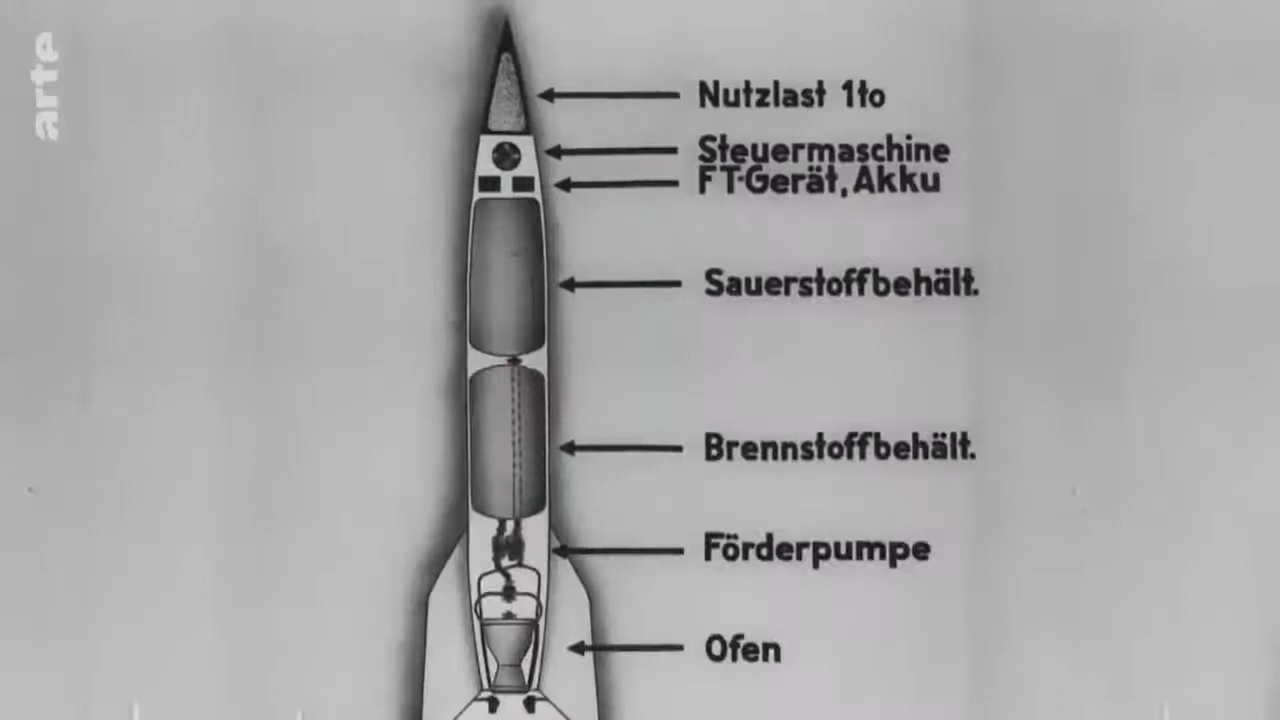 arte
Nutzlast 1to
Steuermaschine
FT-Gerät, Akku
Sauerstoffbehält.
Brennstoffbehält.
Förderpumpe
Ofen